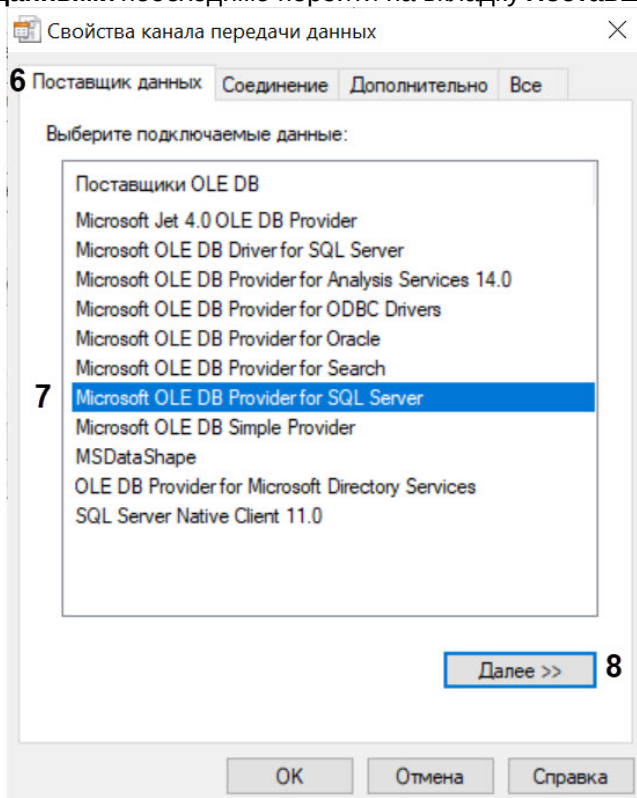 Свойства канала передачи данных
6 Поставщик данных Соединение Дополнительно Все
Выберите подключаемые данные:
Поставщики OLE DB
Microsoft Jet 4.0 OLE DB Provider
Microsoft OLE DB Driver for SQL Server
Microsoft OLE DB Provider for Analysis Services 14.0
Microsoft OLE DB Provider for ODBC Drivers
Microsoft OLE DB Provider for Oracle
Microsoft OLE DB Provider for Search
7 Microsoft OLE DB Provider for SQL Server
Microsoft OLE DB Simple Provider
MSDataShape
OLE DB Provider for Microsoft Directory Services
SQL Server Native Client 11.0
Далее >> 8
OK Отмена Справка